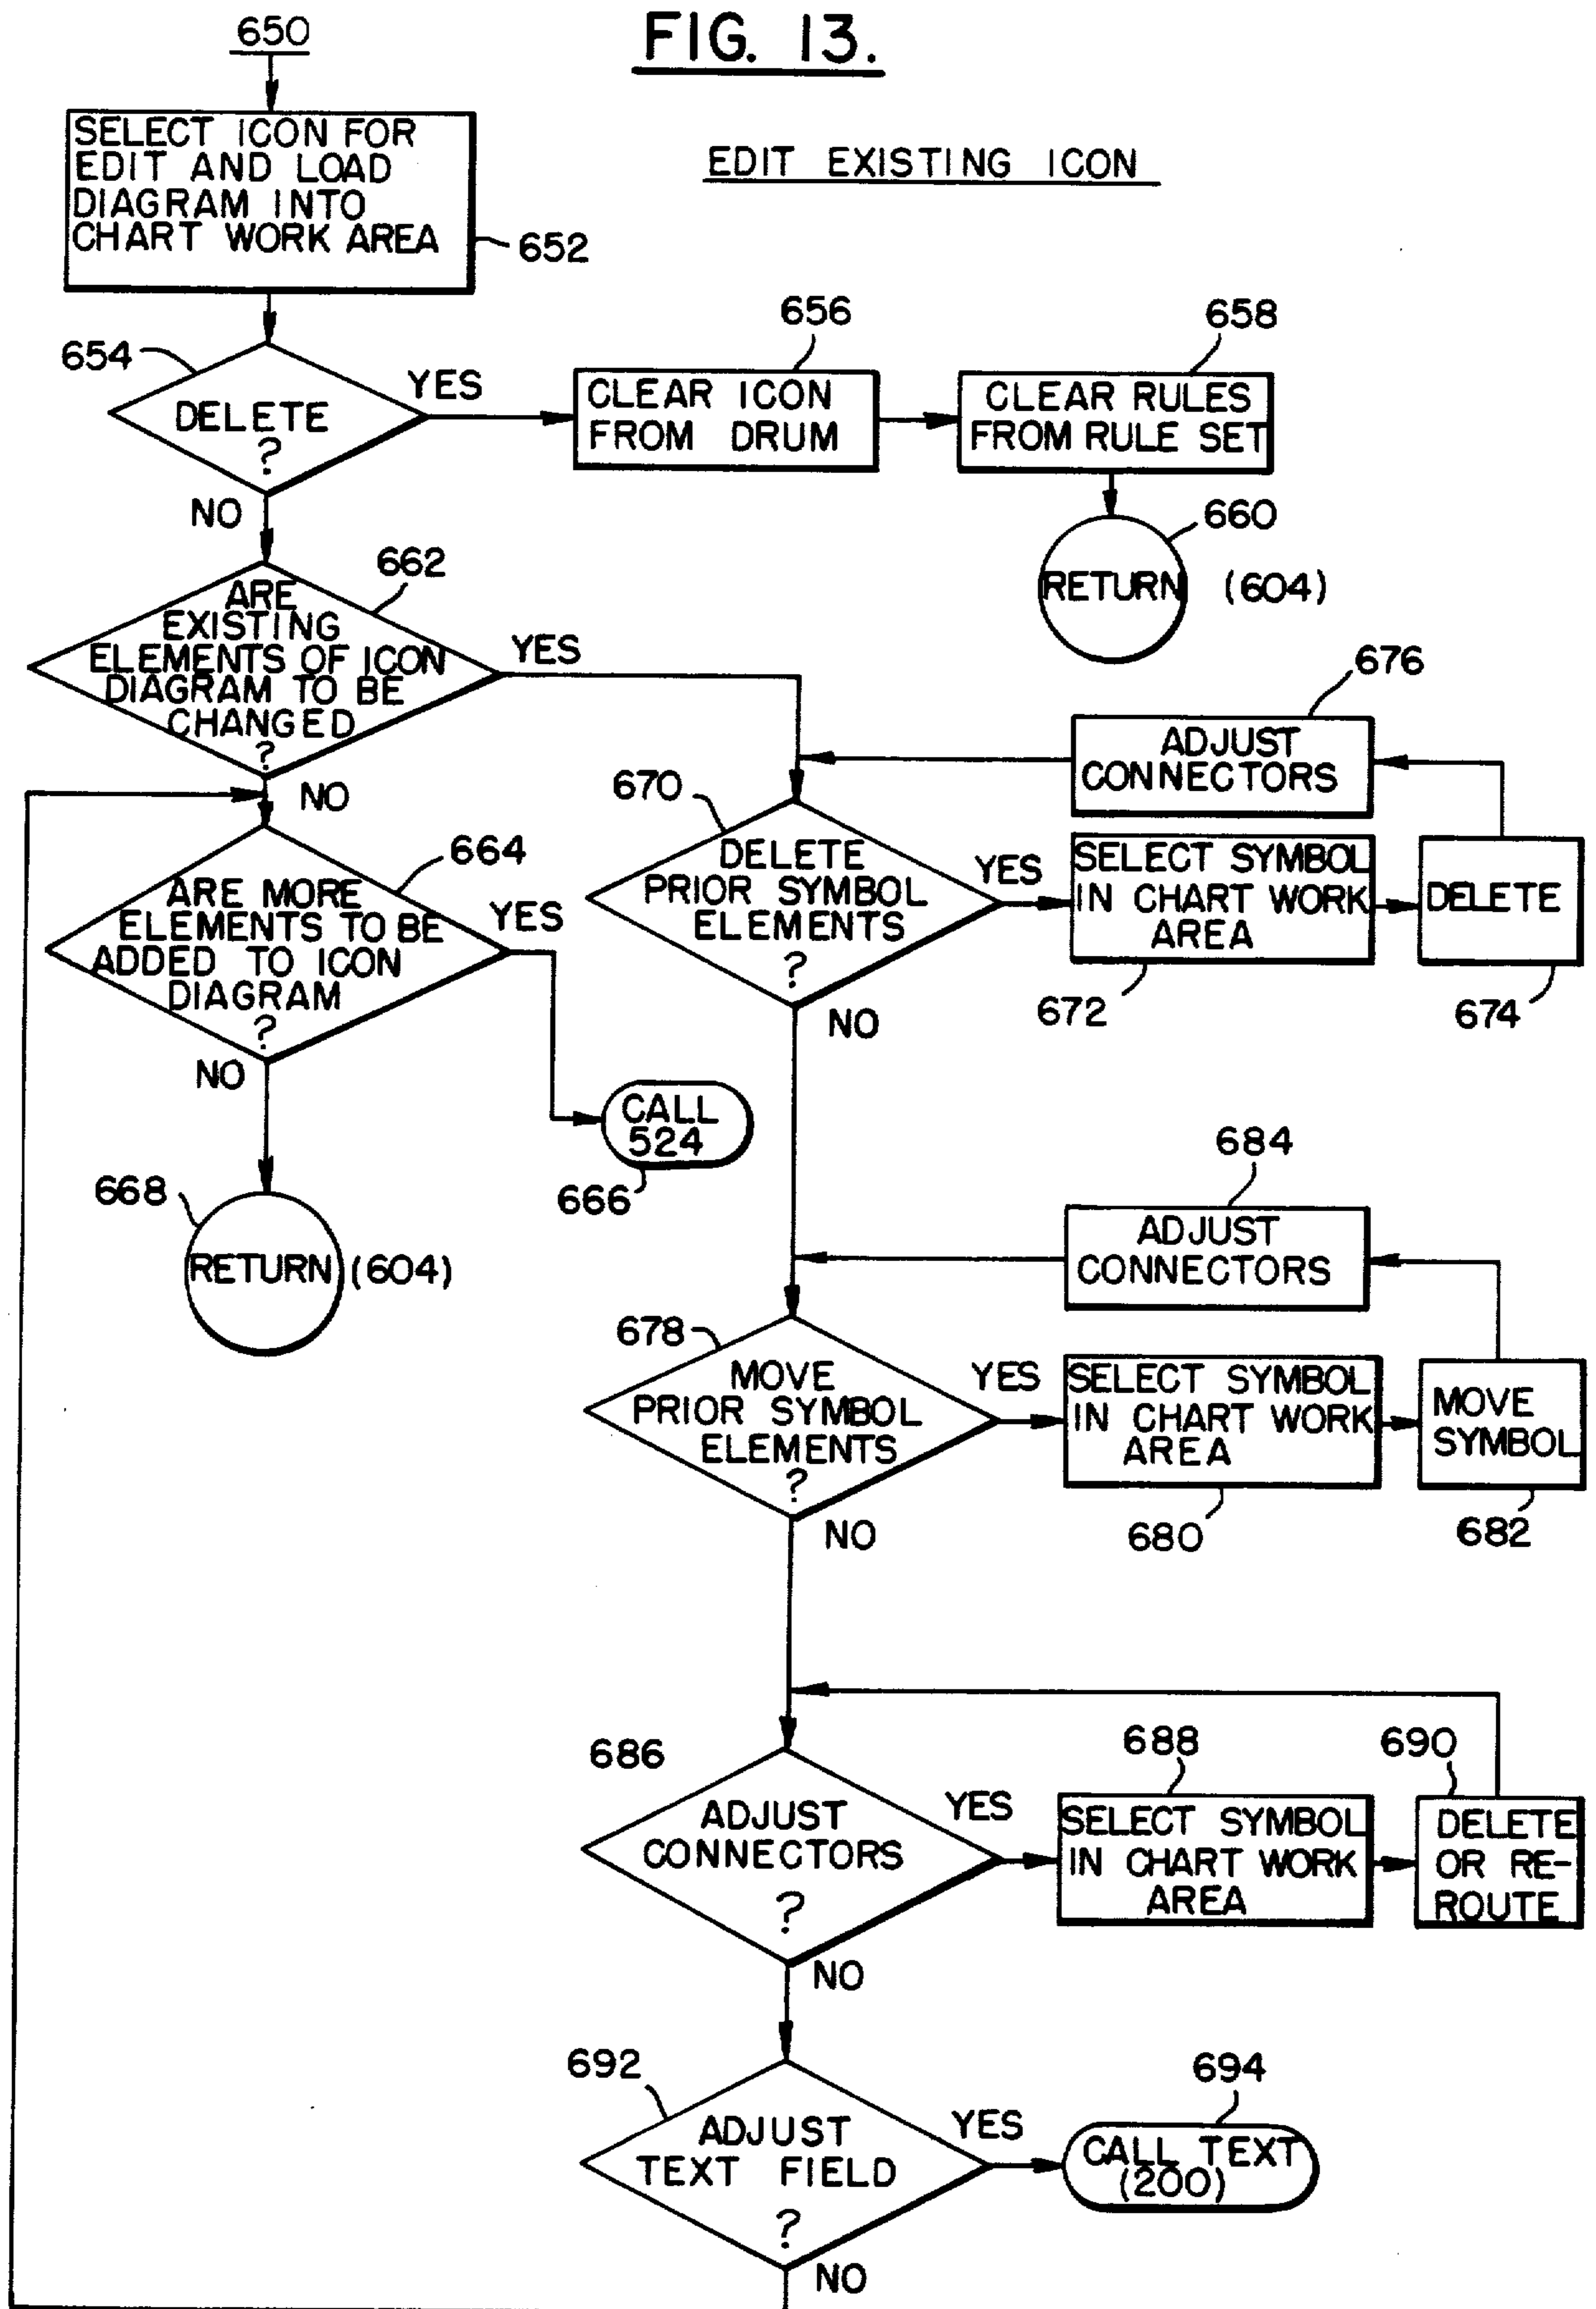 650
FIG. 13.
EDIT EXISTING ICON
SELECT ICON FOR
EDIT AND LOAD
DIAGRAM INTO
CHART WORK AREA
652
654
DELETE
?
YES
NO
656
CLEAR ICON
FROM DRUM
658
CLEAR RULES
FROM RULE SET
660
RETURN (604)
662
ARE
EXISTING
ELEMENTS OF ICON
DIAGRAM TO BE
CHANGED
?
YES
NO
664
ARE MORE
ELEMENTS TO BE
ADDED TO ICON
DIAGRAM
?
YES
NO
CALL
524
666
668
RETURN (604)
670
DELETE
PRIOR SYMBOL
ELEMENTS
?
YES
NO
676
ADJUST
CONNECTORS
SELECT SYMBOL
IN CHART WORK
AREA
672
DELETE
674
684
ADJUST
CONNECTORS
678
MOVE
PRIOR SYMBOL
ELEMENTS
?
YES
NO
SELECT SYMBOL
IN CHART WORK
AREA
680
MOVE
SYMBOL
682
686
ADJUST
CONNECTORS
?
YES
NO
688
SELECT SYMBOL
IN CHART WORK
AREA
690
DELETE
OR RE-
ROUTE
692
ADJUST
TEXT FIELD
?
YES
NO
694
CALL TEXT
(200)